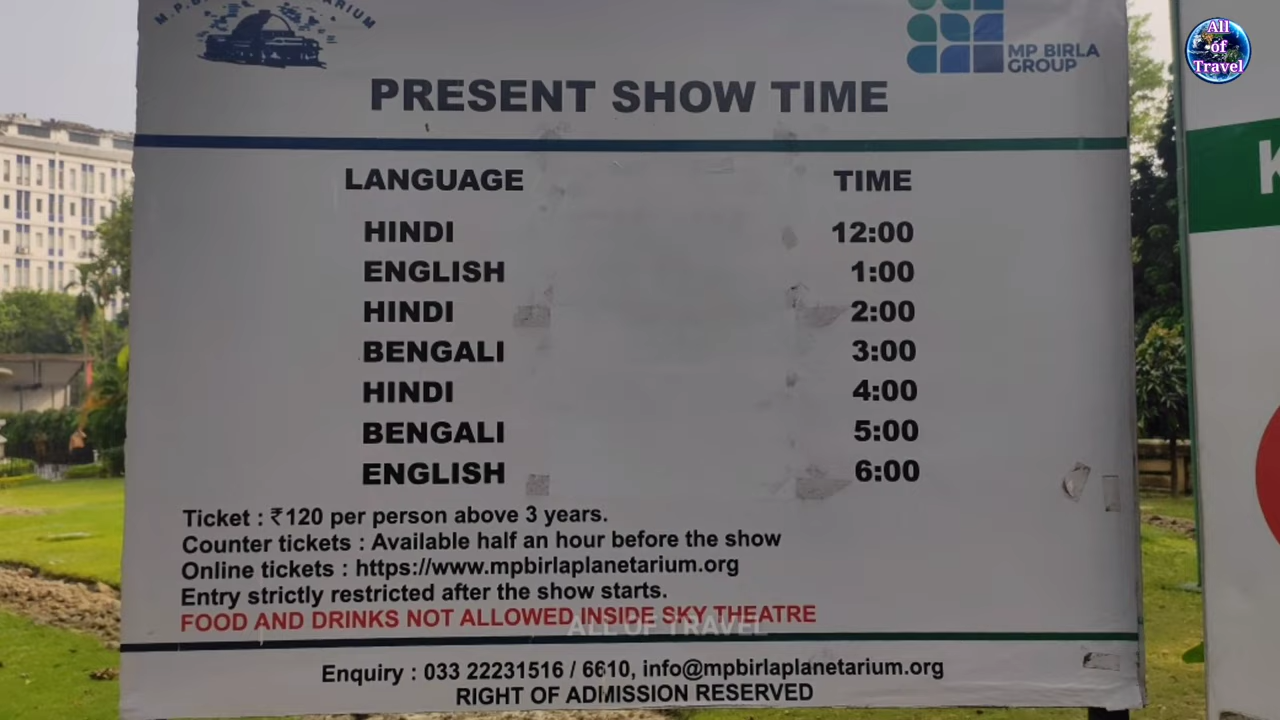 All
of
Travel
MP BIRLA
GROUP
PRESENT SHOW TIME
LANGUAGE TIME
HINDI 12:00
ENGLISH 1:00
HINDI 2:00
BENGALI 3:00
HINDI 4:00
BENGALI 5:00
ENGLISH 6:00
Ticket : ₹120 per person above 3 years.
Counter tickets : Available half an hour before the show
Online tickets : https://www.mpbirlaplanetarium.org
Entry strictly restricted after the show starts.
FOOD AND DRINKS NOT ALLOWED INSIDE SKY THEATRE
ALL OF TRAVEL
Enquiry : 033 22231516 / 6610, info@mpbirlaplanetarium.org
RIGHT OF ADMISSION RESERVED